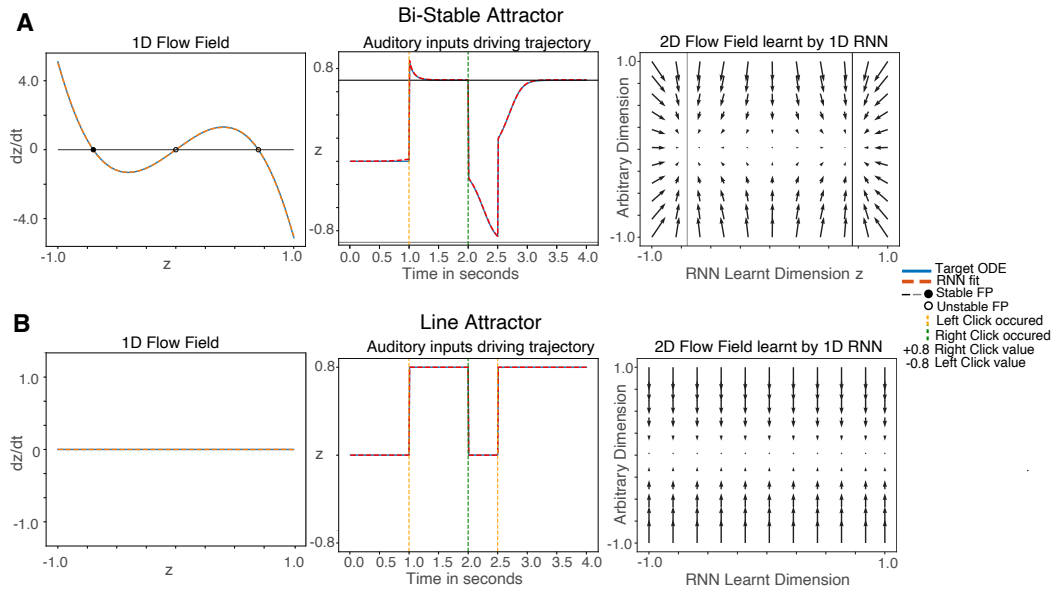 A
Bi-Stable Attractor
1D Flow Field
4.0
0
-4.0
dz/dt
-1.0
z
1.0
Auditory inputs driving trajectory
0.8
z
-0.8
0.0 0.5 1.0 1.5 2.0 2.5 3.0 3.5 4.0
Time in seconds
2D Flow Field learnt by 1D RNN
1.0
Arbitrary Dimension
-1.0
-1.0
1.0
RNN Learnt Dimension z
Target ODE
RNN fit
Stable FP
Unstable FP
Left Click occured
Right Click occured
+0.8 Right Click value
-0.8 Left Click value
B
Line Attractor
1D Flow Field
1.0
0
-1.0
dz/dt
-1.0
z
1.0
Auditory inputs driving trajectory
0.8
z
-0.8
0.0 0.5 1.0 1.5 2.0 2.5 3.0 3.5 4.0
Time in seconds
2D Flow Field learnt by 1D RNN
1.0
Arbitrary Dimension
-1.0
-1.0
1.0
RNN Learnt Dimension